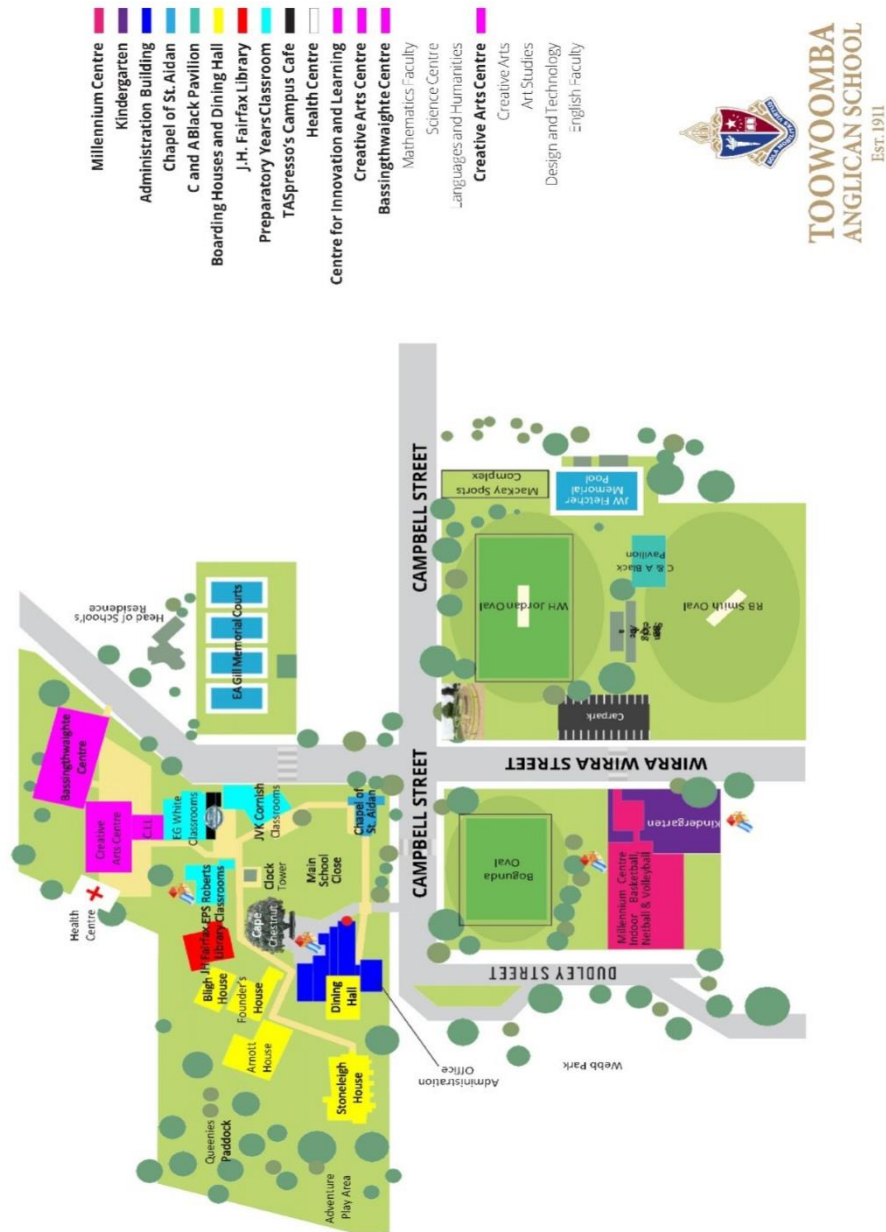 Millennium Centre
Kindergarten
Administration Building
Chapel of St. Aidan
C and A Black Pavilion
Boarding Houses and Dining Hall
J.H. Fairfax Library
Preparatory Years Classroom
TASpresso's Campus Cafe
Health Centre
Centre for Innovation and Learning
Creative Arts Centre
Bassingthwaighte Centre
Mathematics Faculty
Science Centre
Languages and Humanities
Creative Arts Centre
Creative Arts
Art Studies
Design and Technology
English Faculty
TOOWOOMBA
ANGLICAN SCHOOL
EST. 1911
Head of School's
Residence
EA Gill Memorial Courts
Bassingthwaighte
Centre
Creative
Arts Centre
C.I.L
EG White
Classrooms
JVK Cornish
Classrooms
Chapel of
St. Aidan
Health
Centre
EPS Roberts
Classrooms
Clock
Tower
Main
School
Close
JH Fairfax
Library
Cape
Chestnut
Bligh
House
Founder's
House
Arnott
House
Dining
Hall
Stoneleigh
House
Administration
Office
Queenies
Paddock
Adventure
Play Area
CAMPBELL STREET
CAMPBELL STREET
WIRRA WIRRA STREET
DUDLEY STREET
Webb Park
MacKay Sports
Complex
JW Fletcher
Memorial
Pool
WH Jordan Oval
C & A Black
Pavilion
RB Smith Oval
Carpark
Bogunda
Oval
Millennium Centre
Indoor Basketball,
Netball & Volleyball
Kindergarten